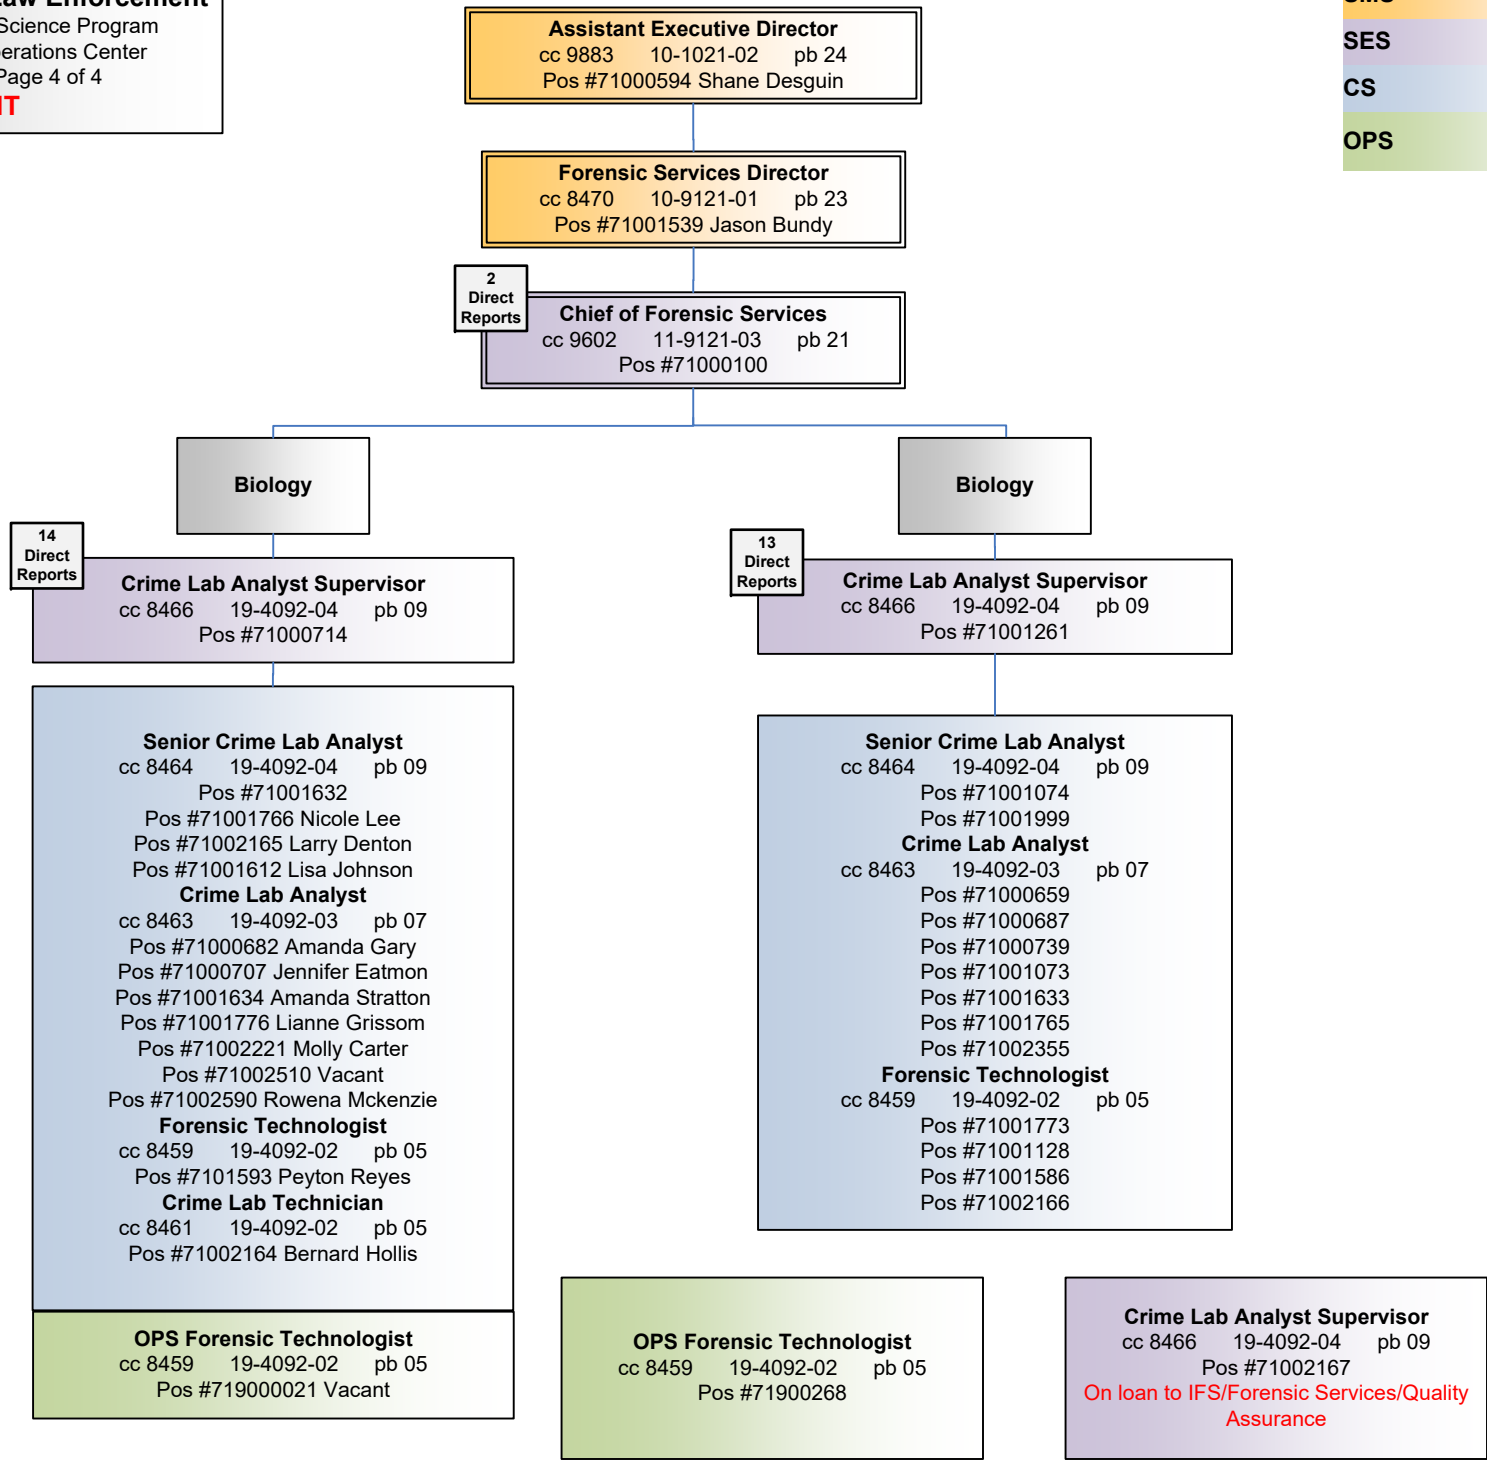 Law Enforcement
Science Program
Operations Center
Page 4 of 4
Assistant Executive Director
cc 9883 10-1021-02 pb 24
Pos #71000594 Shane Desguin
SMS
SES
CS
OPS
Forensic Services Director
cc 8470 10-9121-01 pb 23
Pos #71001539 Jason Bundy
2
Direct
Reports
Chief of Forensic Services
cc 9602 11-9121-03 pb 21
Pos #71000100
Biology
Biology
14
Direct
Reports
Crime Lab Analyst Supervisor
cc 8466 19-4092-04 pb 09
Pos #71000714
13
Direct
Reports
Crime Lab Analyst Supervisor
cc 8466 19-4092-04 pb 09
Pos #71001261
Senior Crime Lab Analyst
cc 8464 19-4092-04 pb 09
Pos #71001632
Pos #71001766 Nicole Lee
Pos #71002165 Larry Denton
Pos #71001612 Lisa Johnson
Crime Lab Analyst
cc 8463 19-4092-03 pb 07
Pos #71000682 Amanda Gary
Pos #71000707 Jennifer Eatmon
Pos #71001634 Amanda Stratton
Pos #71001776 Lianne Grissom
Pos #71002221 Molly Carter
Pos #71002510 Vacant
Pos #71002590 Rowena Mckenzie
Forensic Technologist
cc 8459 19-4092-02 pb 05
Pos #7101593 Peyton Reyes
Crime Lab Technician
cc 8461 19-4092-02 pb 05
Pos #71002164 Bernard Hollis
Senior Crime Lab Analyst
cc 8464 19-4092-04 pb 09
Pos #71001074
Pos #71001999
Crime Lab Analyst
cc 8463 19-4092-03 pb 07
Pos #71000659
Pos #71000687
Pos #71000739
Pos #71001073
Pos #71001633
Pos #71001765
Pos #71002355
Forensic Technologist
cc 8459 19-4092-02 pb 05
Pos #71001773
Pos #71001128
Pos #71001586
Pos #71002166
OPS Forensic Technologist
cc 8459 19-4092-02 pb 05
Pos #719000021 Vacant
OPS Forensic Technologist
cc 8459 19-4092-02 pb 05
Pos #71900268
Crime Lab Analyst Supervisor
cc 8466 19-4092-04 pb 09
Pos #71002167
On loan to IFS/Forensic Services/Quality
Assurance